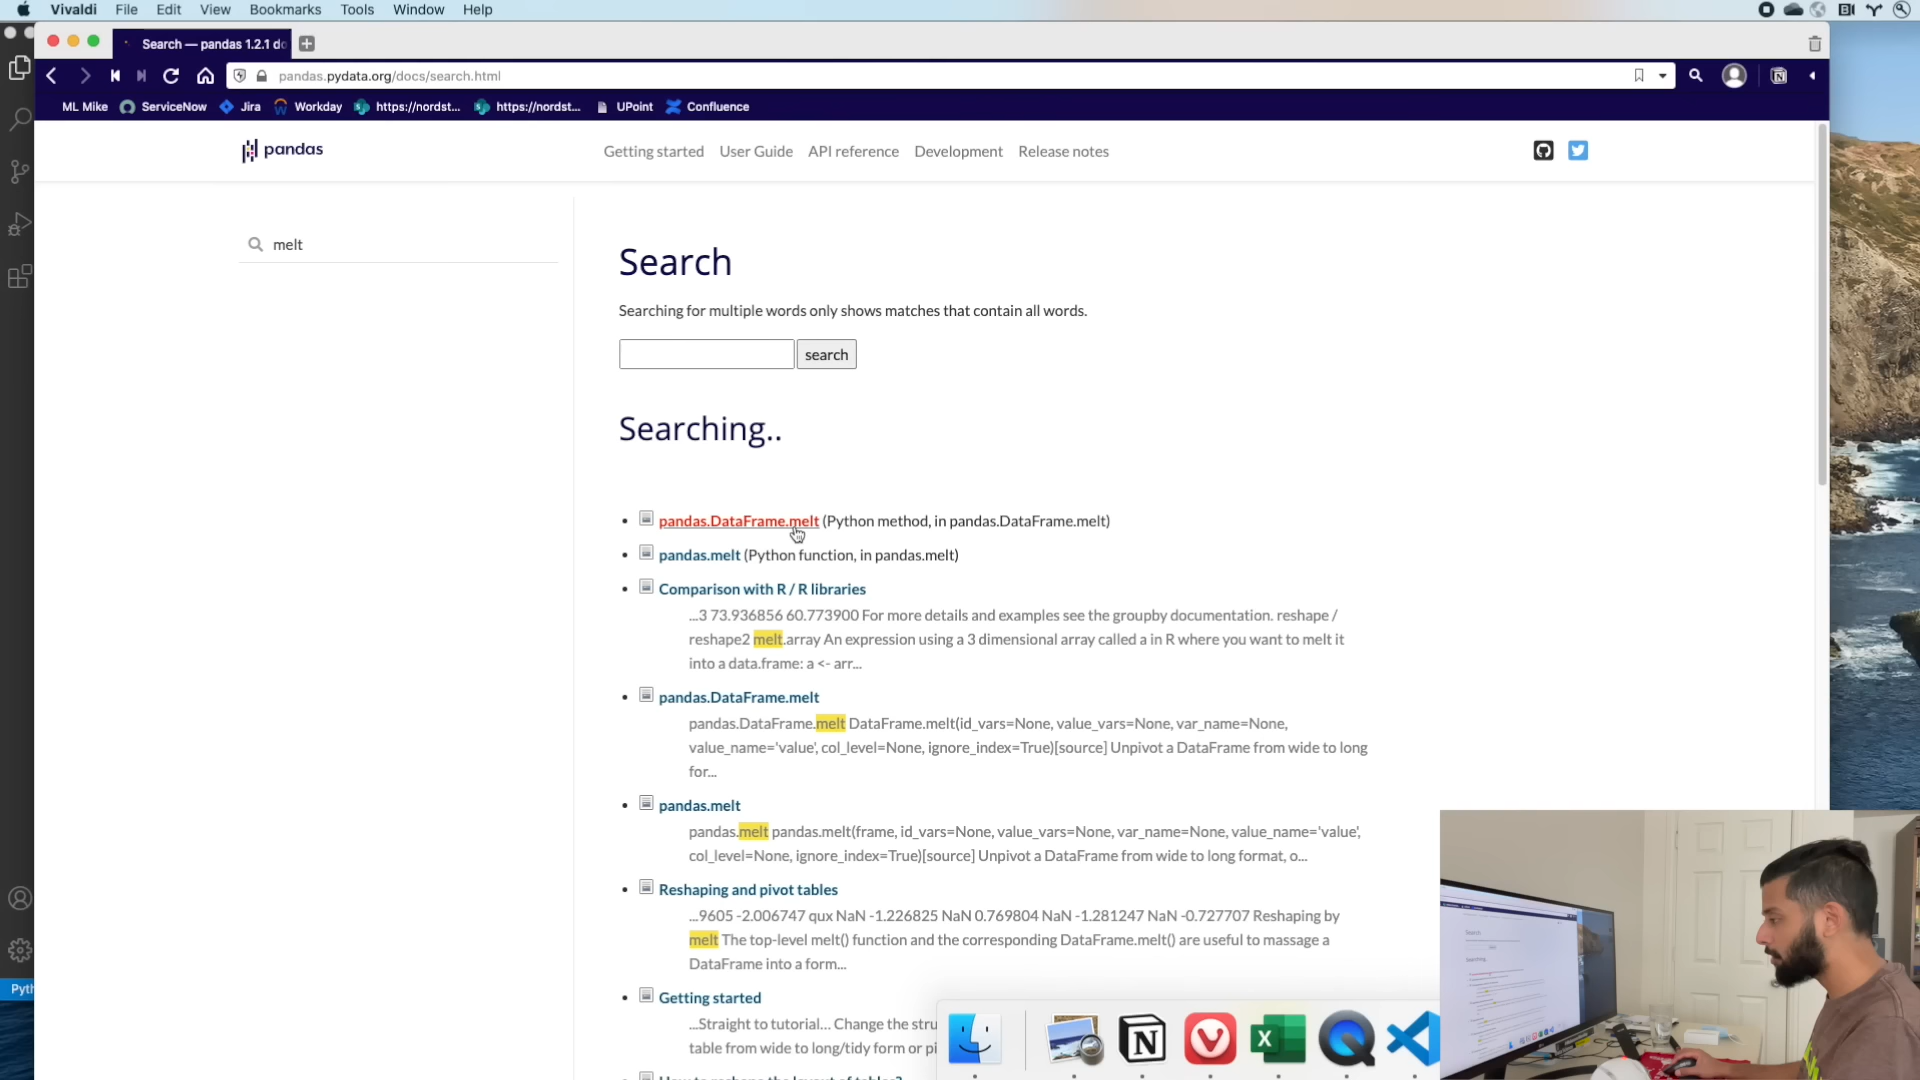 Vivaldi File Edit View Bookmarks Tools Window Help
Search — pandas 1.2.1 do
pandas.pydata.org/docs/search.html
ML Mike ServiceNow Jira Workday https://nordst... https://nordst... UPoint Confluence
pandas
Getting started User Guide API reference Development Release notes
melt
Search
Searching for multiple words only shows matches that contain all words.
search
Searching..
pandas.DataFrame.melt (Python method, in pandas.DataFrame.melt)
pandas.melt (Python function, in pandas.melt)
Comparison with R / R libraries
...3 73.936856 60.773900 For more details and examples see the groupby documentation. reshape /
reshape2 melt.array An expression using a 3 dimensional array called a in R where you want to melt it
into a data.frame: a <- arr...
pandas.DataFrame.melt
pandas.DataFrame.melt DataFrame.melt(id_vars=None, value_vars=None, var_name=None,
value_name='value', col_level=None, ignore_index=True)[source] Unpivot a DataFrame from wide to long
for...
pandas.melt
pandas.melt pandas.melt(frame, id_vars=None, value_vars=None, var_name=None, value_name='value',
col_level=None, ignore_index=True)[source] Unpivot a DataFrame from wide to long format, o...
Reshaping and pivot tables
...9605 -2.006747 qux NaN -1.226825 NaN 0.769804 NaN -1.281247 NaN -0.727707 Reshaping by
melt The top-level melt() function and the corresponding DataFrame.melt() are useful to massage a
DataFrame into a form...
Pyth
Getting started
...Straight to tutorial... Change the stru
table from wide to long/tidy form or pi